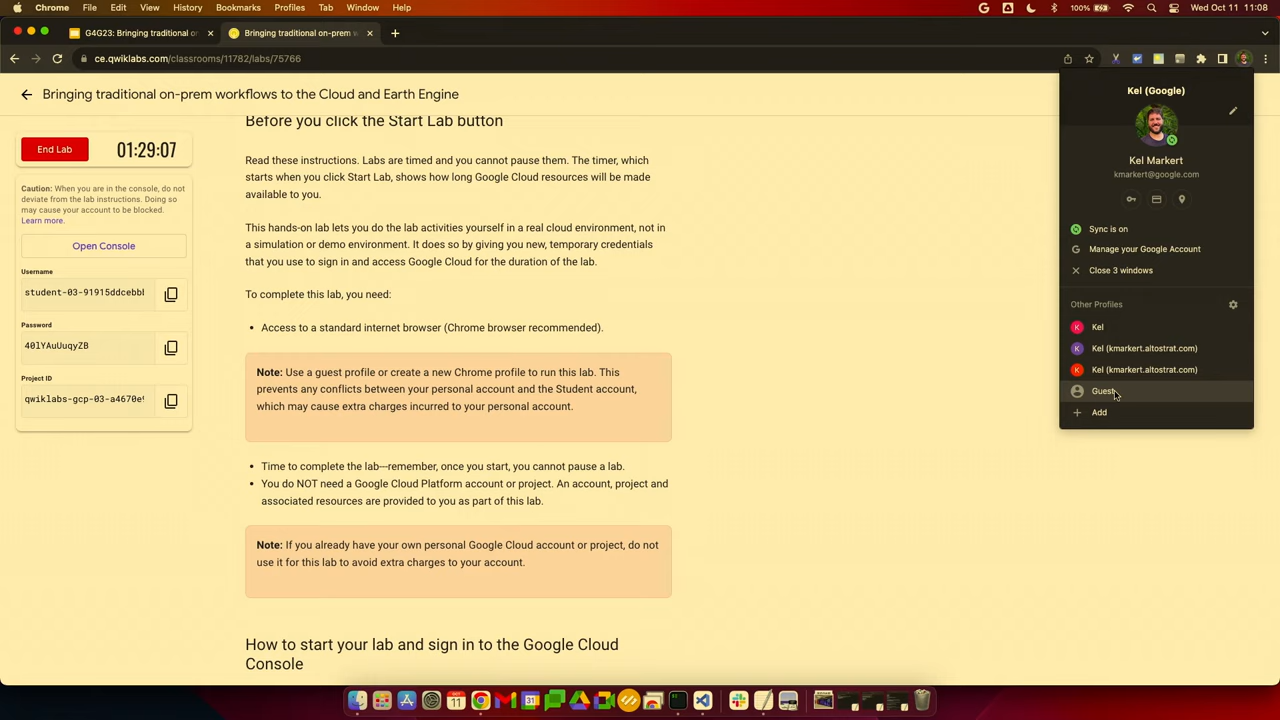 Chrome File Edit View History Bookmarks Profiles Tab Window Help
100% Wed Oct 11 11:08
G4G23: Bringing traditional on-
Bringing traditional on-prem w
ce.qwiklabs.com/classrooms/11782/labs/75766
Bringing traditional on-prem workflows to the Cloud and Earth Engine
End Lab
01:29:07
Caution: When you are in the console, do not
deviate from the lab instructions. Doing so
may cause your account to be blocked.
Learn more.
Open Console
Username
student-03-91915ddcebbl
Password
40lYAuUuqyZB
Project ID
qwiklabs-gcp-03-a4670e
Before you click the Start Lab button
Read these instructions. Labs are timed and you cannot pause them. The timer, which
starts when you click Start Lab, shows how long Google Cloud resources will be made
available to you.
This hands-on lab lets you do the lab activities yourself in a real cloud environment, not in
a simulation or demo environment. It does so by giving you new, temporary credentials
that you use to sign in and access Google Cloud for the duration of the lab.
To complete this lab, you need:
• Access to a standard internet browser (Chrome browser recommended).
Note: Use a guest profile or create a new Chrome profile to run this lab. This
prevents any conflicts between your personal account and the Student account,
which may cause extra charges incurred to your personal account.
• Time to complete the lab---remember, once you start, you cannot pause a lab.
• You do NOT need a Google Cloud Platform account or project. An account, project and
associated resources are provided to you as part of this lab.
Note: If you already have your own personal Google Cloud account or project, do not
use it for this lab to avoid extra charges to your account.
How to start your lab and sign in to the Google Cloud
Console
Kel (Google)
Kel Markert
kmarkert@google.com
Sync is on
G Manage your Google Account
Close 3 windows
Other Profiles
K Kel
K Kel (kmarkert.altostrat.com)
K Kel (kmarkert.altostrat.com)
Guest
Add